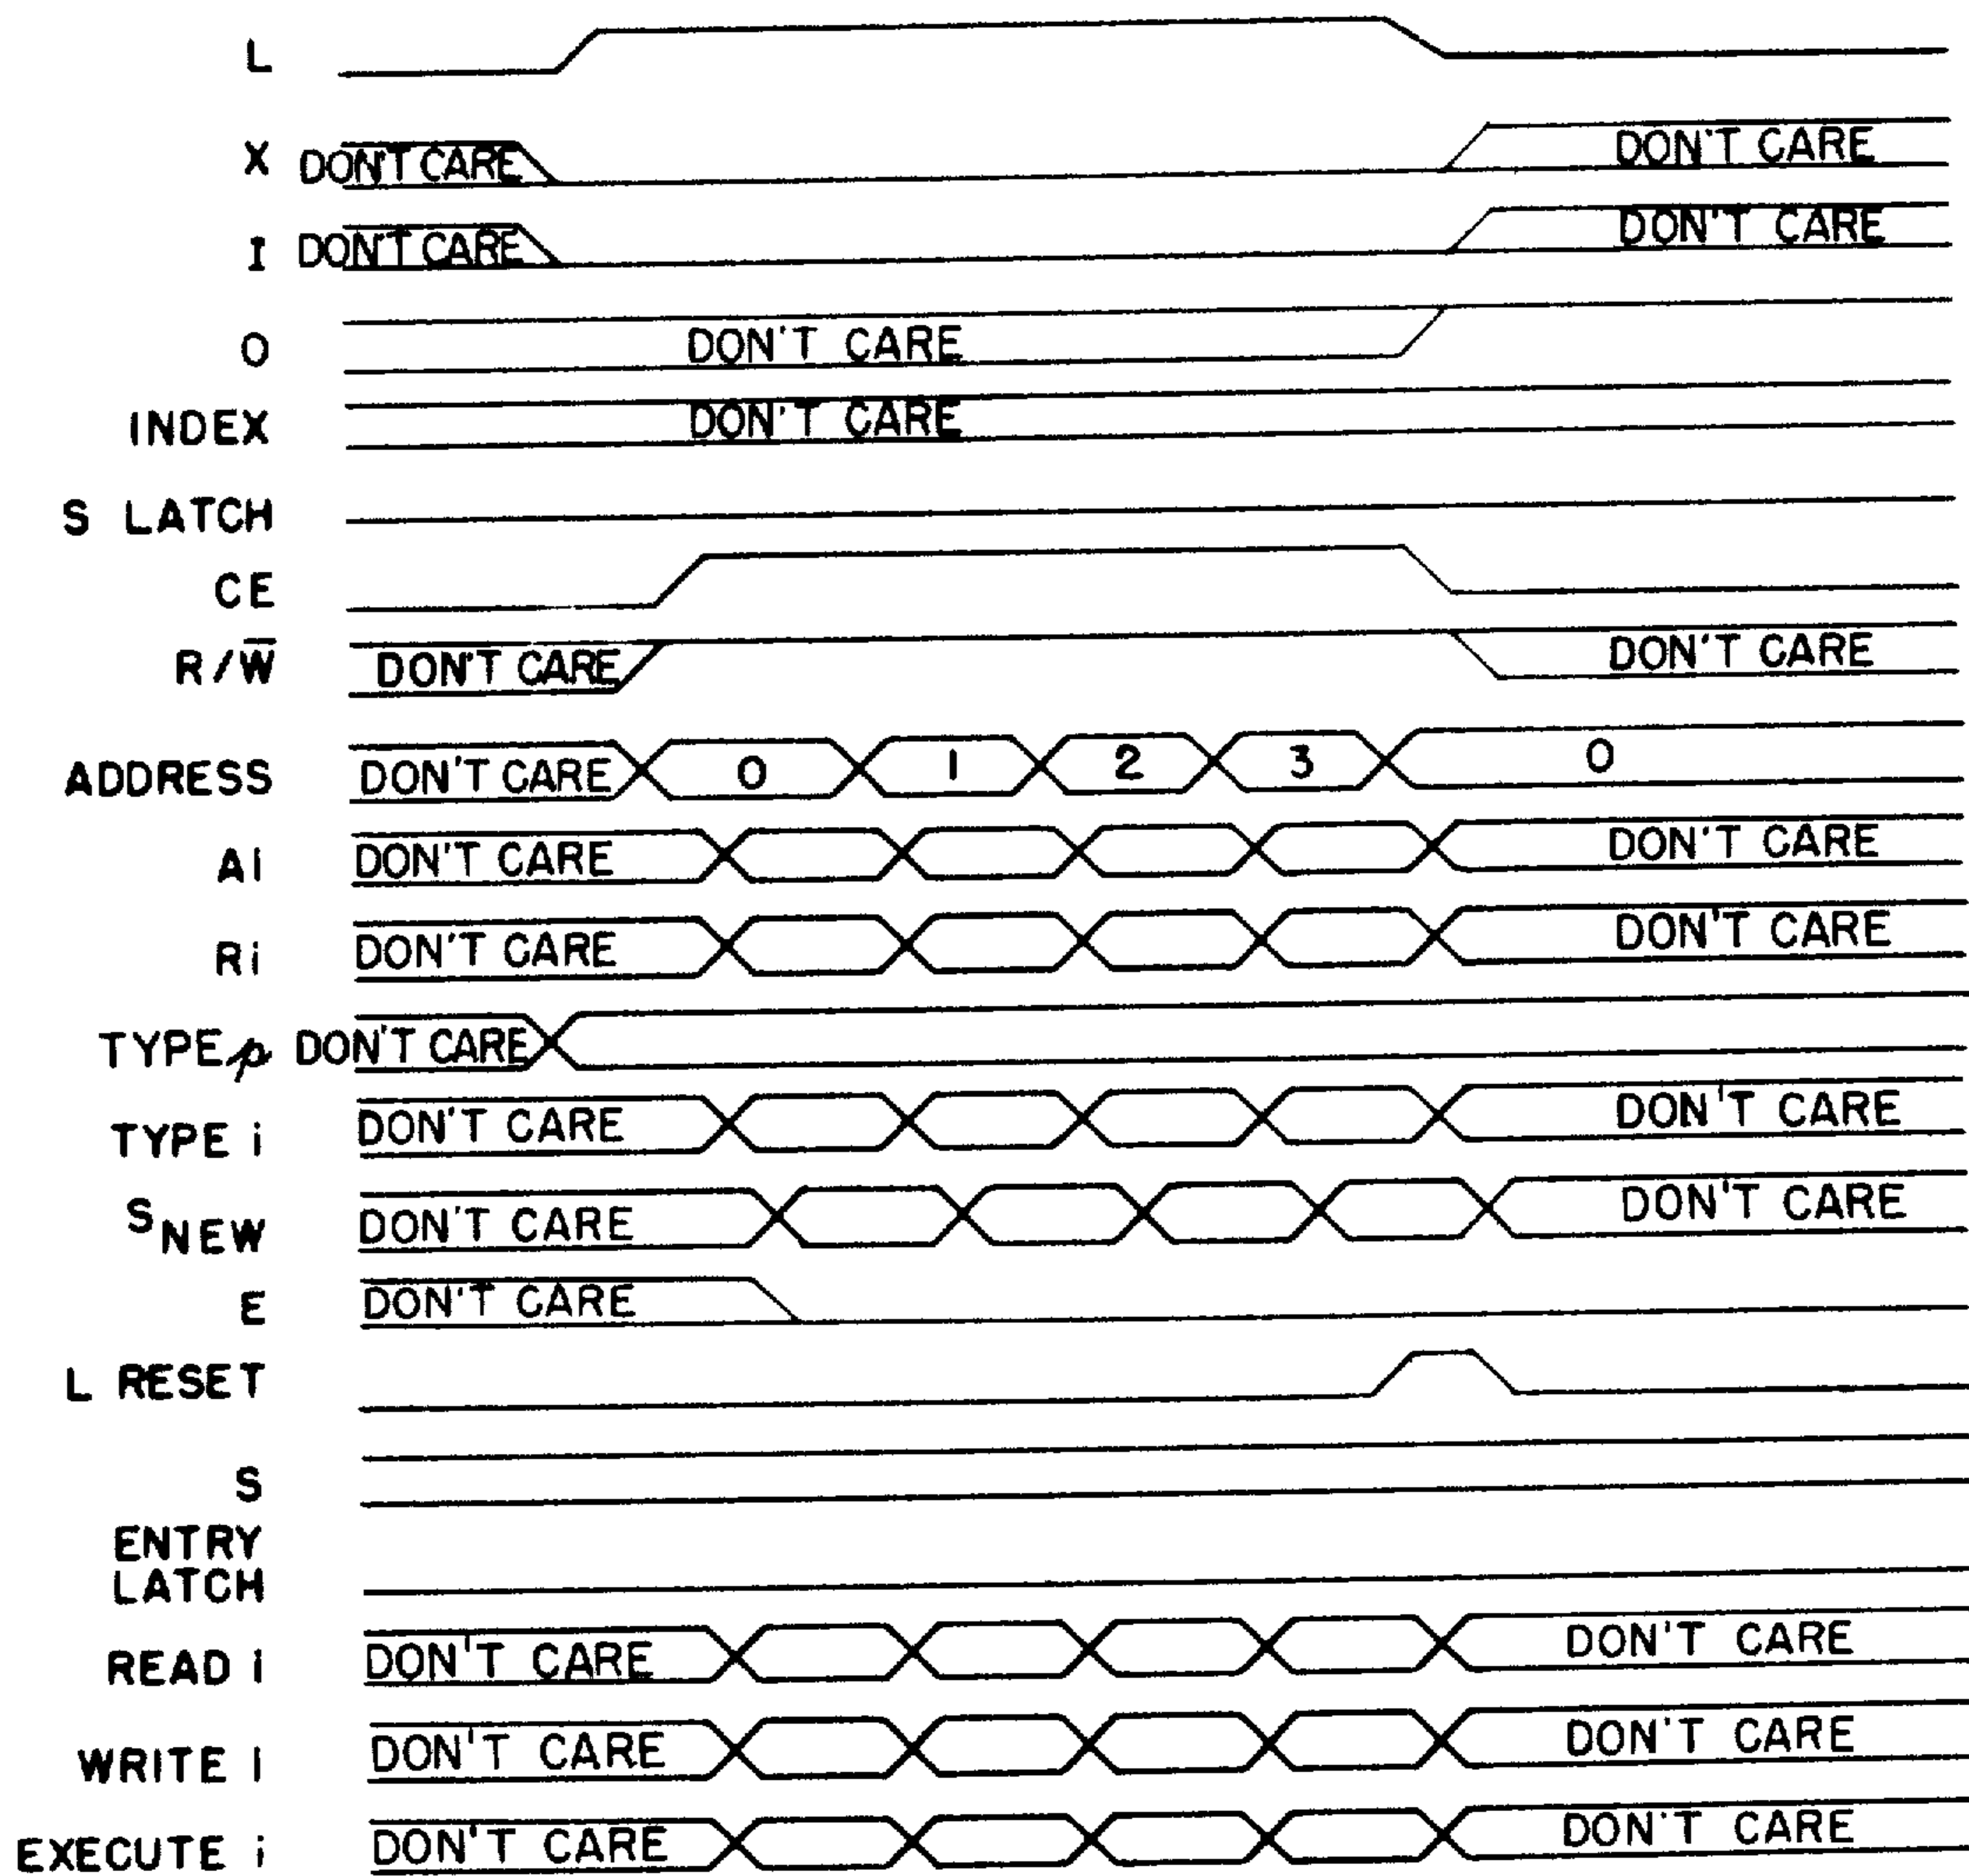 L
X DON'T CARE DON'T CARE
I DON'T CARE DON'T CARE
O DON'T CARE
INDEX DON'T CARE
S LATCH
CE
R/W̅ DON'T CARE DON'T CARE
ADDRESS DON'T CARE 0 1 2 3 0
Ai DON'T CARE DON'T CARE
Ri DON'T CARE DON'T CARE
TYPE p DON'T CARE
TYPE i DON'T CARE DON'T CARE
SNEW DON'T CARE DON'T CARE
E DON'T CARE
L RESET
S
ENTRY
LATCH
READ i DON'T CARE DON'T CARE
WRITE i DON'T CARE DON'T CARE
EXECUTE i DON'T CARE DON'T CARE